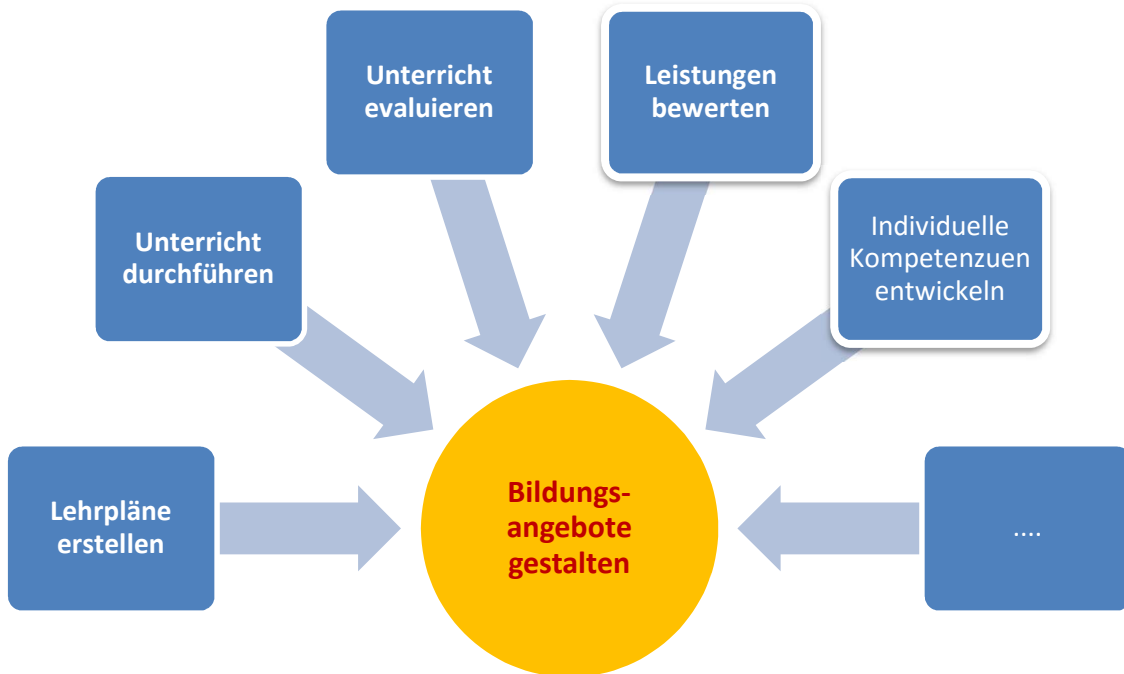 Unterricht
evaluieren
Leistungen
bewerten
Unterricht
durchführen
Individuelle
Kompetenzuen
entwickeln
Lehrpläne
erstellen
Bildungs-
angebote
gestalten
....